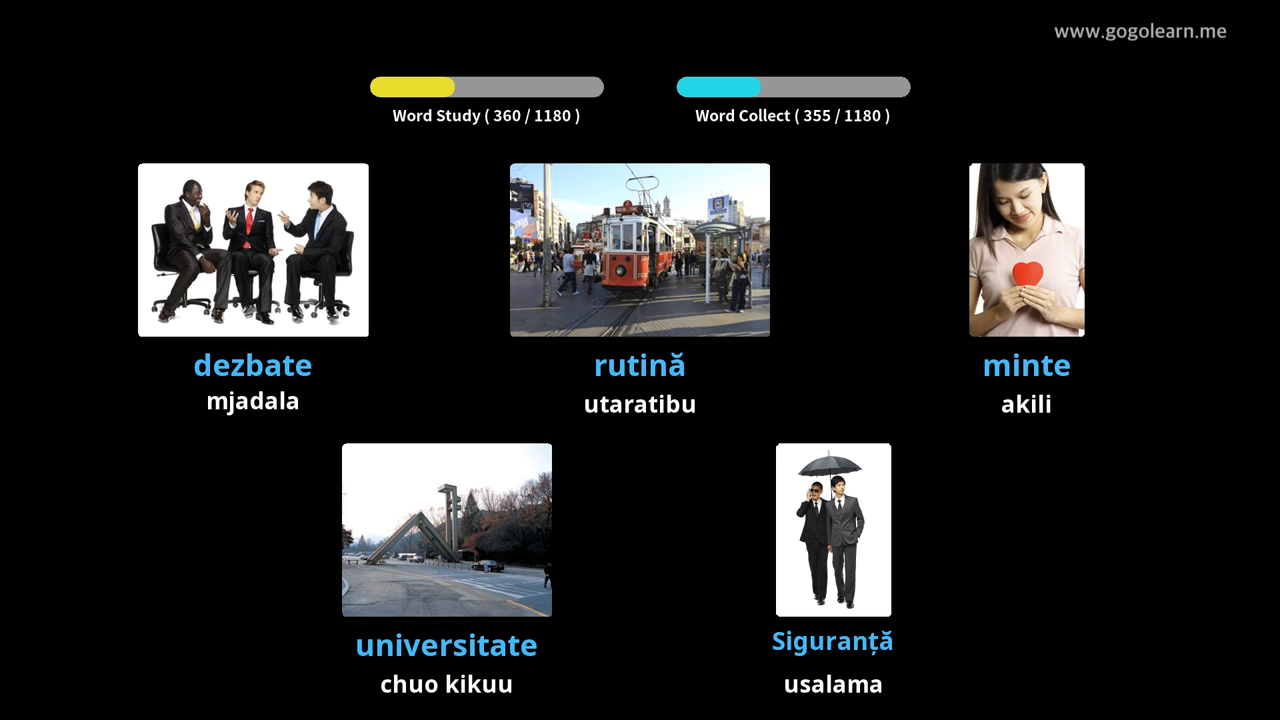 www.gogolearn.me
Word Study ( 360 / 1180 )
Word Collect ( 355 / 1180 )
dezbate
mjadala
rutină
utaratibu
minte
akili
universitate
chuo kikuu
Siguranță
usalama